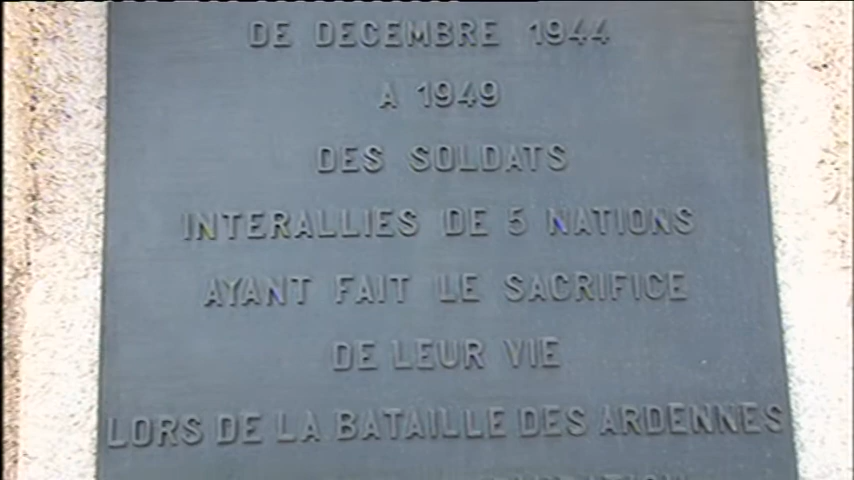 DE DECEMBRE 1944
A 1949
DES SOLDATS
INTERALLIES DE 5 NATIONS
AYANT FAIT LE SACRIFICE
DE LEUR VIE
LORS DE LA BATAILLE DES ARDENNES